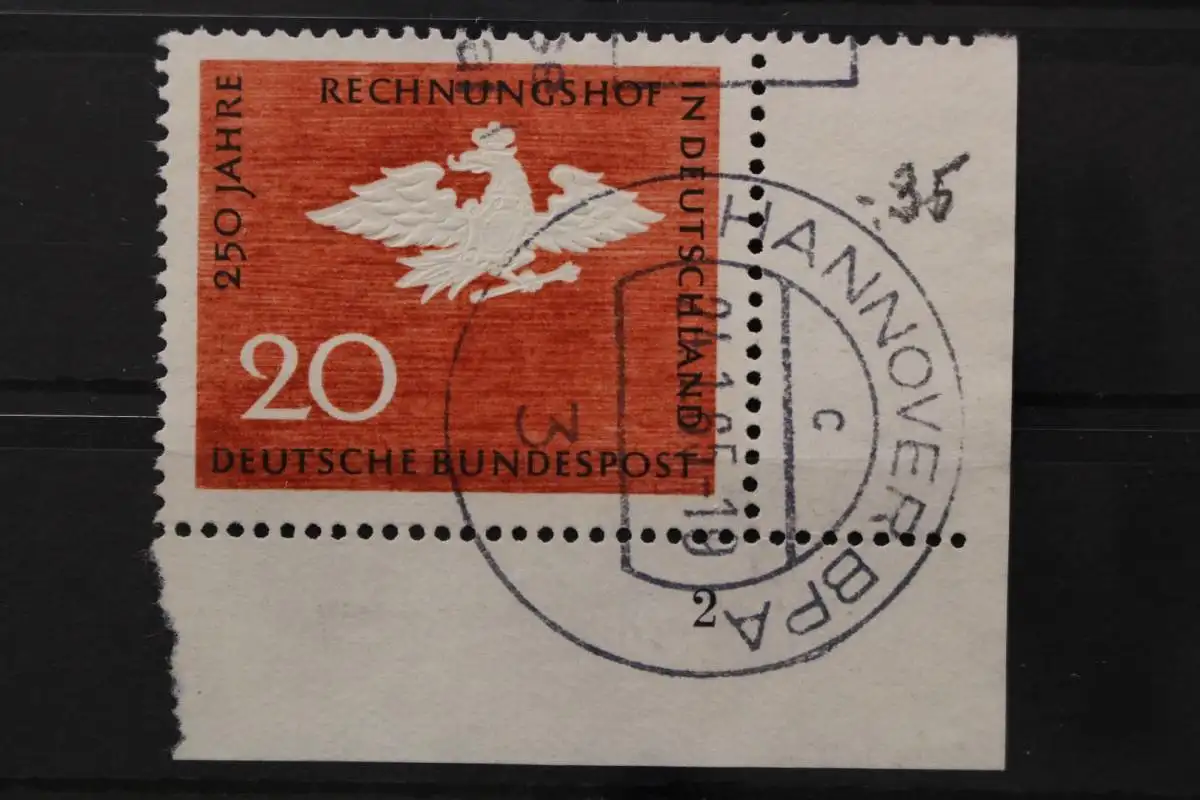 250 JAHRE
RECHNUNGSHOF
IN DEUTSCHLAND
20
DEUTSCHE BUNDESPOST
HANNOVER BPA
c
3
-.35
2